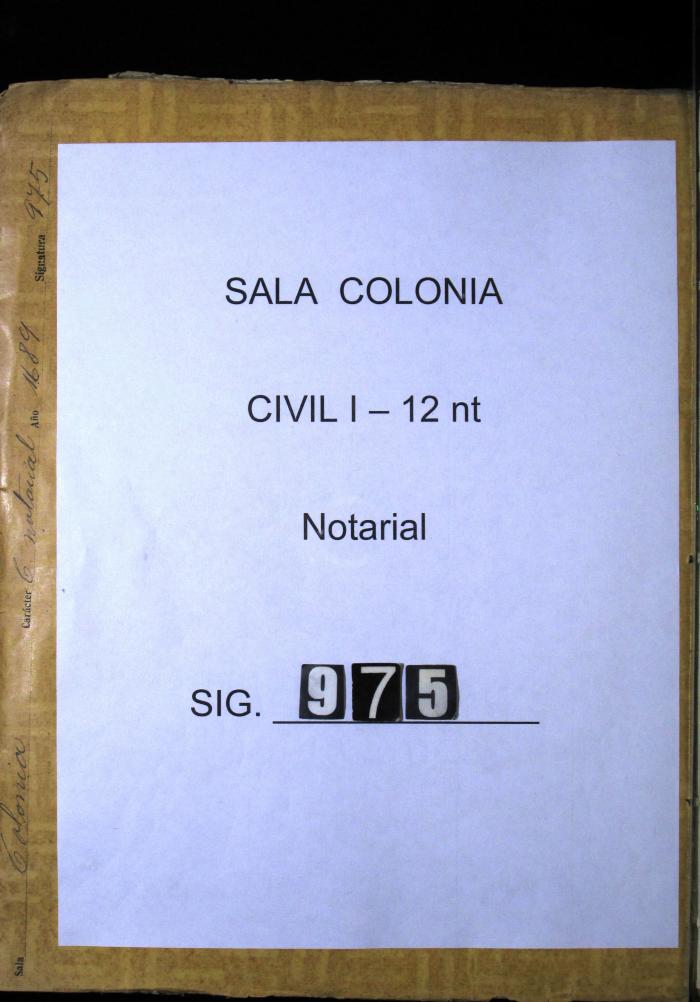 SALA COLONIA
CIVIL I – 12 nt
Notarial
SIG. 975
Sala Colonia Carácter C. notarial Año 1689 Signatura 975